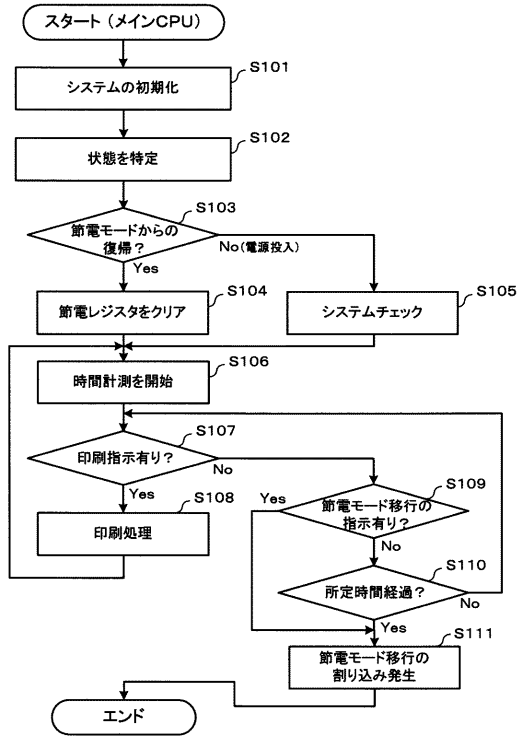 スタート(メインCPU)
S101
システムの初期化
S102
状態を特定
S103
節電モードからの
復帰?
No(電源投入)
Yes
S104
節電レジスタをクリア
S105
システムチェック
S106
時間計測を開始
S107
印刷指示有り?
No
Yes
S108
印刷処理
S109
Yes
節電モード移行の
指示有り?
No
S110
所定時間経過?
No
Yes
S111
節電モード移行の
割り込み発生
エンド